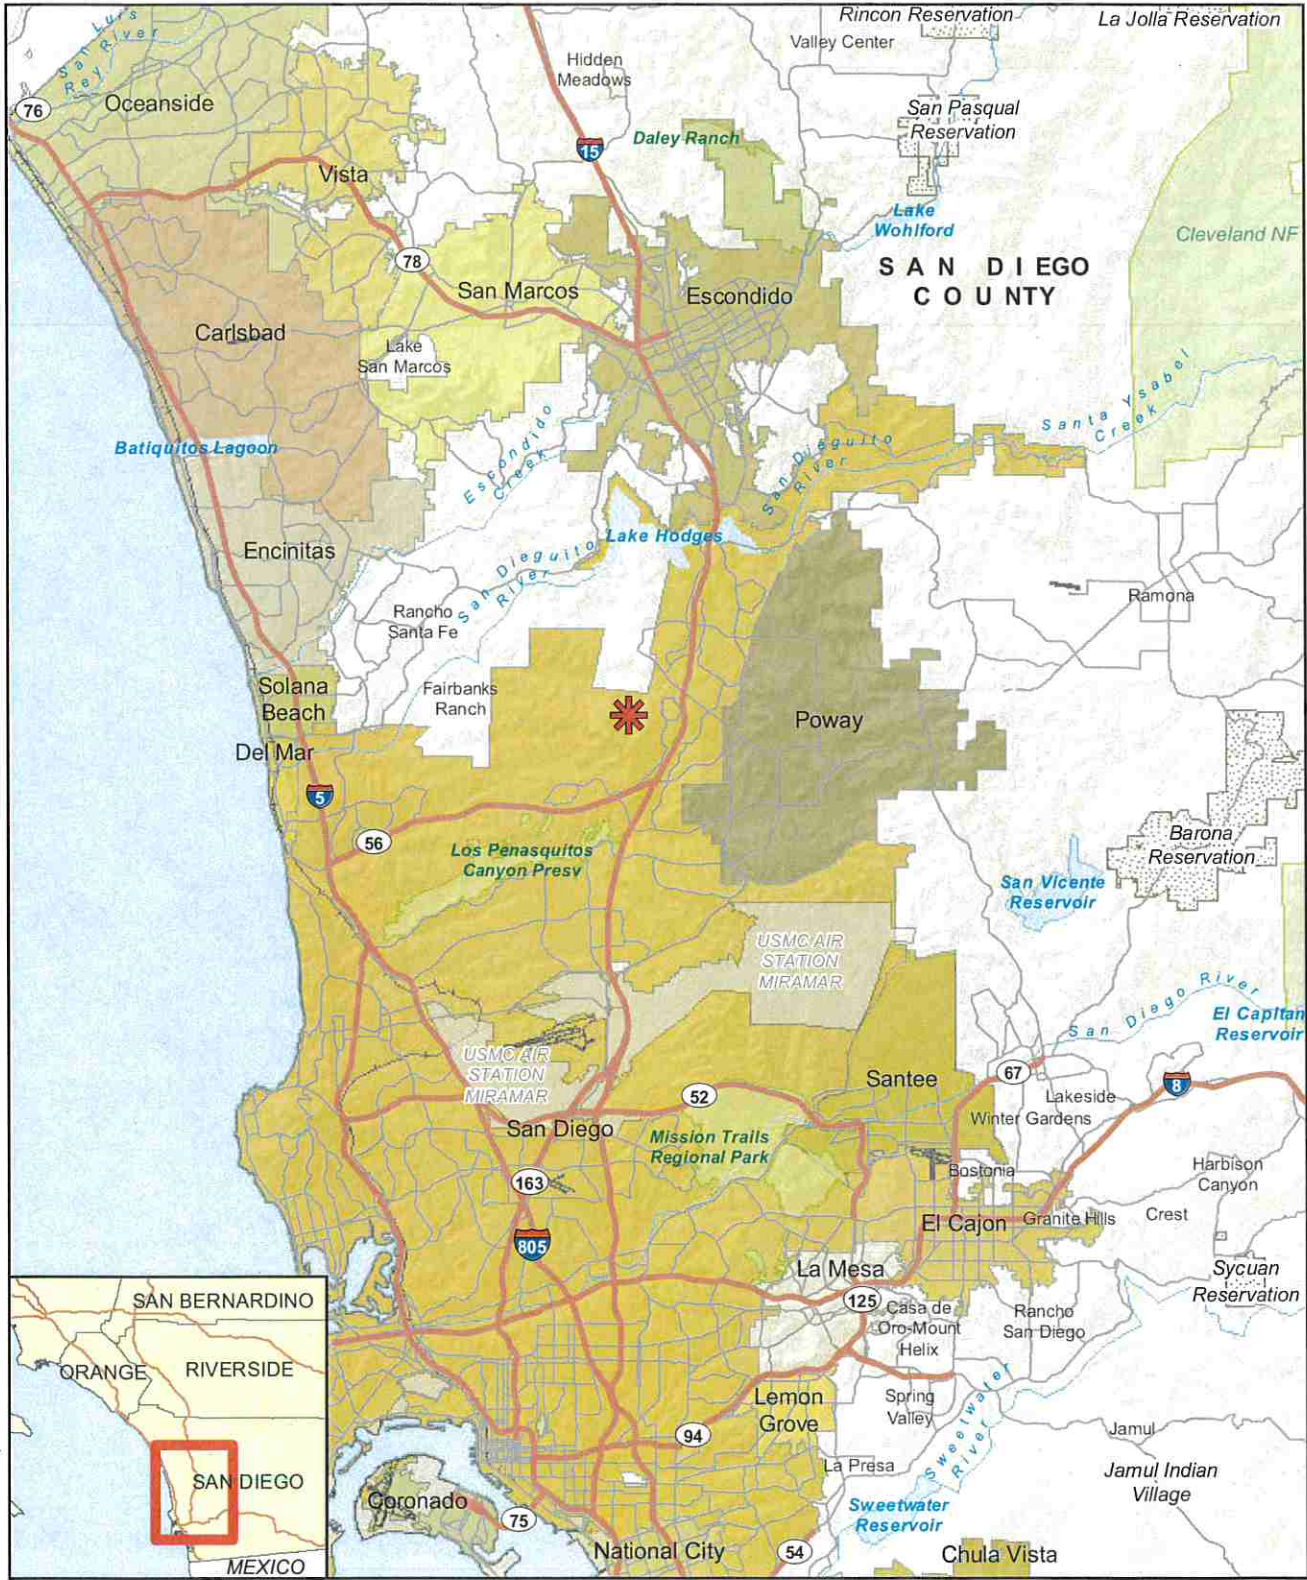 Rincon Reservation
La Jolla Reservation
Valley Center
San Luis
Rey River
Hidden
Meadows
76
Oceanside
San Pasqual
Reservation
Daley Ranch
15
Vista
Lake
Wohlford
Cleveland NF
78
SAN DIEGO
COUNTY
San Marcos
Escondido
Carlsbad
Lake
San Marcos
Santa Ysabel
Creek
Batiquitos Lagoon
Escondido
Creek
San Dieguito
River
Lake Hodges
Encinitas
San Dieguito
River
Ramona
Rancho
Santa Fe
Solana
Beach
Fairbanks
Ranch
Poway
Del Mar
5
56
Los Penasquitos
Canyon Presv
Barona
Reservation
San Vicente
Reservoir
USMC AIR
STATION
MIRAMAR
San Diego River
El Capitan
Reservoir
USMC AIR
STATION
MIRAMAR
Santee
67
8
52
Lakeside
Winter Gardens
San Diego
Mission Trails
Regional Park
163
Bostonia
Harbison
Canyon
El Cajon
Granite Hills
Crest
805
La Mesa
Sycuan
Reservation
125
Casa de
Oro-Mount
Helix
Rancho
San Diego
SAN BERNARDINO
ORANGE
RIVERSIDE
Lemon
Grove
Spring
Valley
Sweetwater
River
94
Jamul
La Presa
Jamul Indian
Village
SAN DIEGO
Coronado
75
Sweetwater
Reservoir
National City
54
Chula Vista
MEXICO